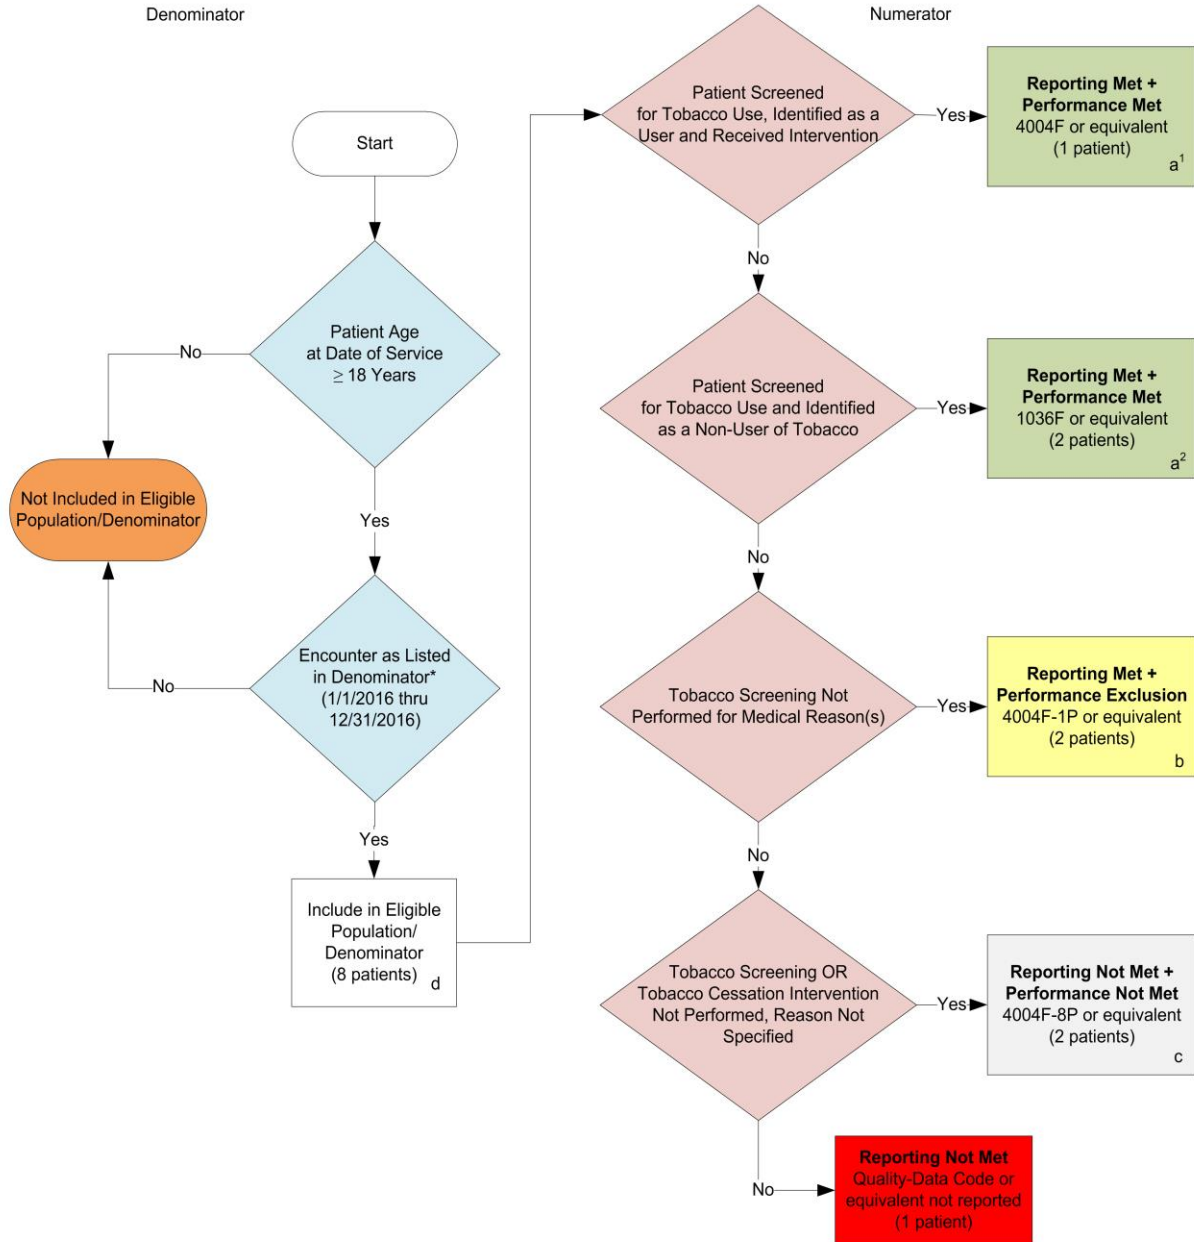 Denominator
Numerator
Start
Patient Age
at Date of Service
≥ 18 Years
No
Yes
Not Included in Eligible
Population/Denominator
Encounter as Listed
in Denominator*
(1/1/2016 thru
12/31/2016)
No
Yes
Include in Eligible
Population/
Denominator
(8 patients)
d
Patient Screened
for Tobacco Use, Identified as a
User and Received Intervention
Yes
Reporting Met +
Performance Met
4004F or equivalent
(1 patient)
a¹
No
Patient Screened
for Tobacco Use and Identified
as a Non-User of Tobacco
Yes
Reporting Met +
Performance Met
1036F or equivalent
(2 patients)
a²
No
Tobacco Screening Not
Performed for Medical Reason(s)
Yes
Reporting Met +
Performance Exclusion
4004F-1P or equivalent
(2 patients)
b
No
Tobacco Screening OR
Tobacco Cessation Intervention
Not Performed, Reason Not
Specified
Yes
Reporting Not Met +
Performance Not Met
4004F-8P or equivalent
(2 patients)
c
No
Reporting Not Met
Quality-Data Code or
equivalent not reported
(1 patient)